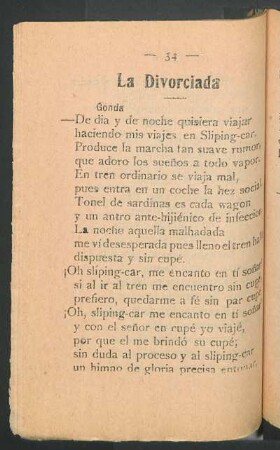 — 34 —
La Divorciada
Gonda
—De dia y de noche quisiera viajar
haciendo mis viajes en Sliping-car,
Produce la marcha tan suave rumor,
que adoro los sueños a todo vapor.
En tren ordinario se viaja mal,
pues entra en un coche la hez social
Tonel de sardinas es cada wagon
y un antro ante-hijiénico de infeccion
La noche aquella malhadada
me ví desesperada pues lleno el tren
dispuesta y sin cupé.
¡Oh sliping-car, me encanto en tí soñar
si al ir al tren me encuentro sin cupé
prefiero, quedarme a fé sin par cupé
¡Oh, sliping-car me encanto en tí soñar
y con el señor en cupé yo viajé,
por que el me brindó su cupé;
sin duda al proceso y al sliping-car
un himno de gloria precisa entonar,